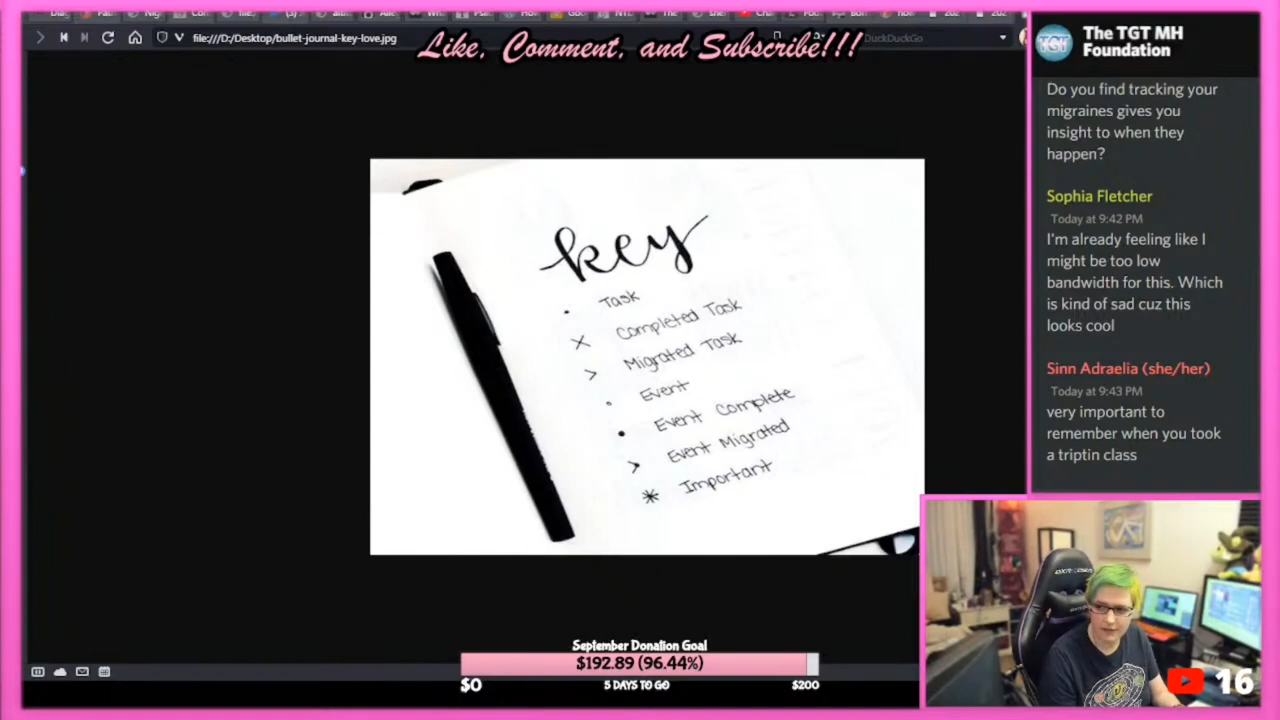 file:///D:/Desktop/bullet-journal-key-love.jpg
DuckDuckGo
Like, Comment, and Subscribe!!!
key
• Task
× Completed Task
> Migrated Task
◦ Event
• Event Complete
> Event Migrated
* Important
TGT
The TGT MH
Foundation
Do you find tracking your
migraines gives you
insight to when they
happen?
Sophia Fletcher
Today at 9:42 PM
I'm already feeling like I
might be too low
bandwidth for this. Which
is kind of sad cuz this
looks cool
Sinn Adraelia (she/her)
Today at 9:43 PM
very important to
remember when you took
a triptin class
September Donation Goal
$192.89 (96.44%)
$0
5 DAYS TO GO
$200
16